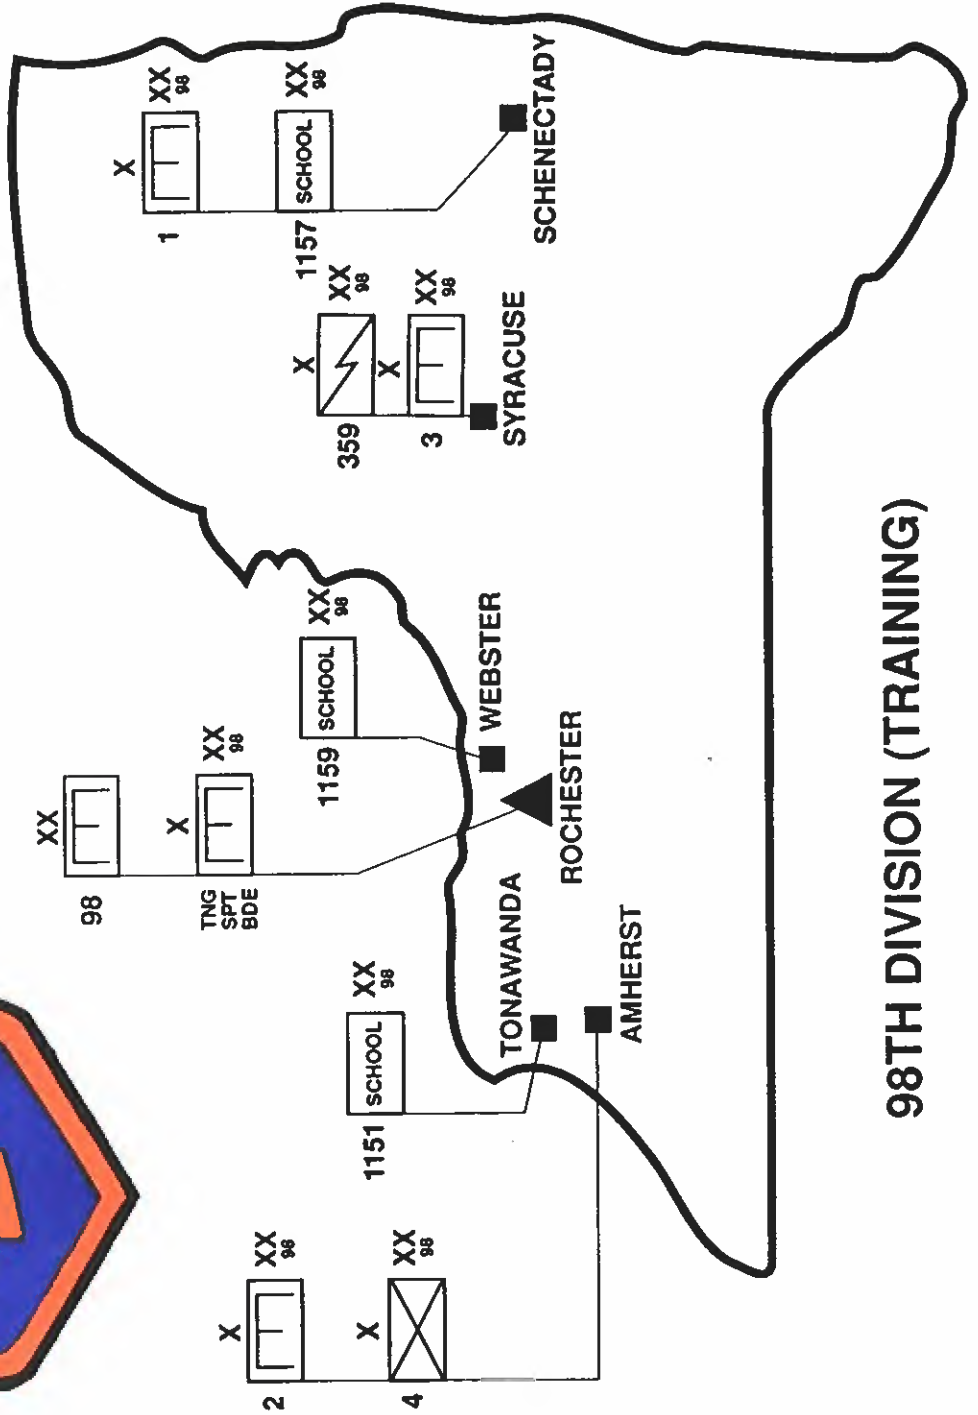 XX
98
X
TNG
SPT
BDE
XX
98
X
2
XX
98
X
4
XX
98
1151
SCHOOL
XX
98
1159
SCHOOL
XX
98
X
359
XX
98
X
3
XX
98
X
1
XX
98
1157
SCHOOL
XX
98
TONAWANDA
AMHERST
ROCHESTER
WEBSTER
SYRACUSE
SCHENECTADY
98TH DIVISION (TRAINING)